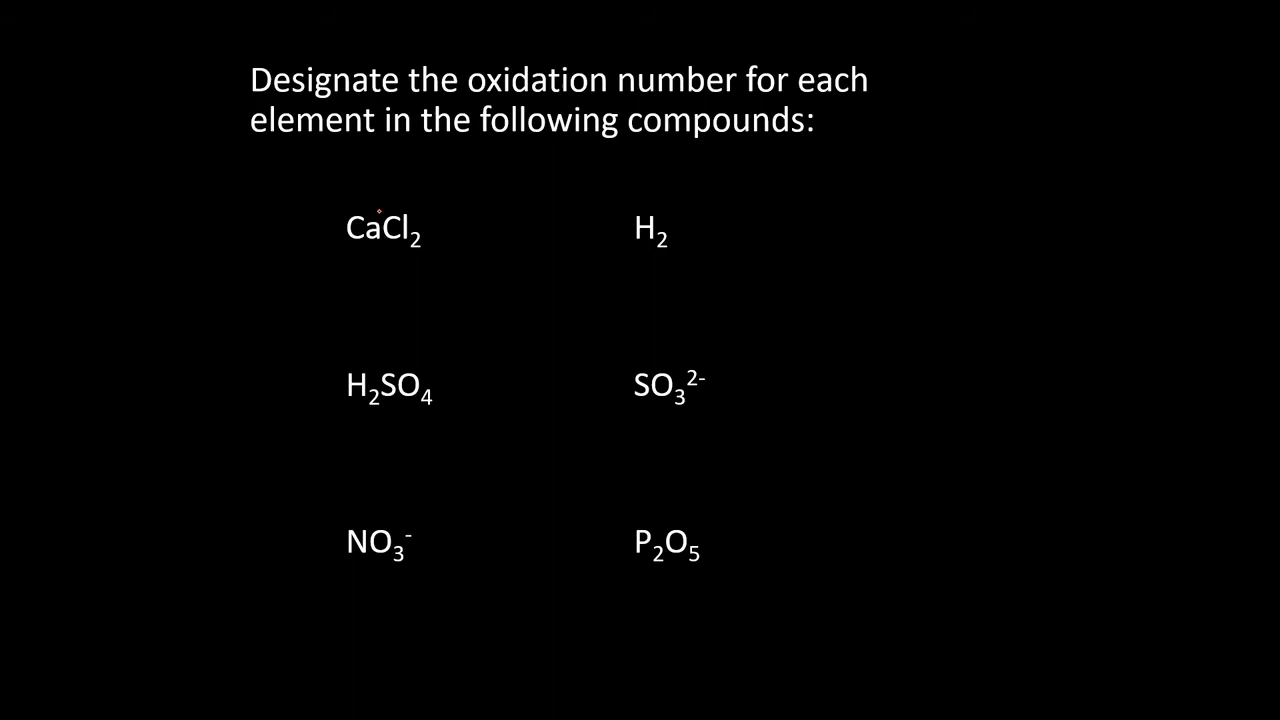 Designate the oxidation number for each
element in the following compounds:
CaCl₂ H₂
H₂SO₄ SO₃²⁻
NO₃⁻ P₂O₅